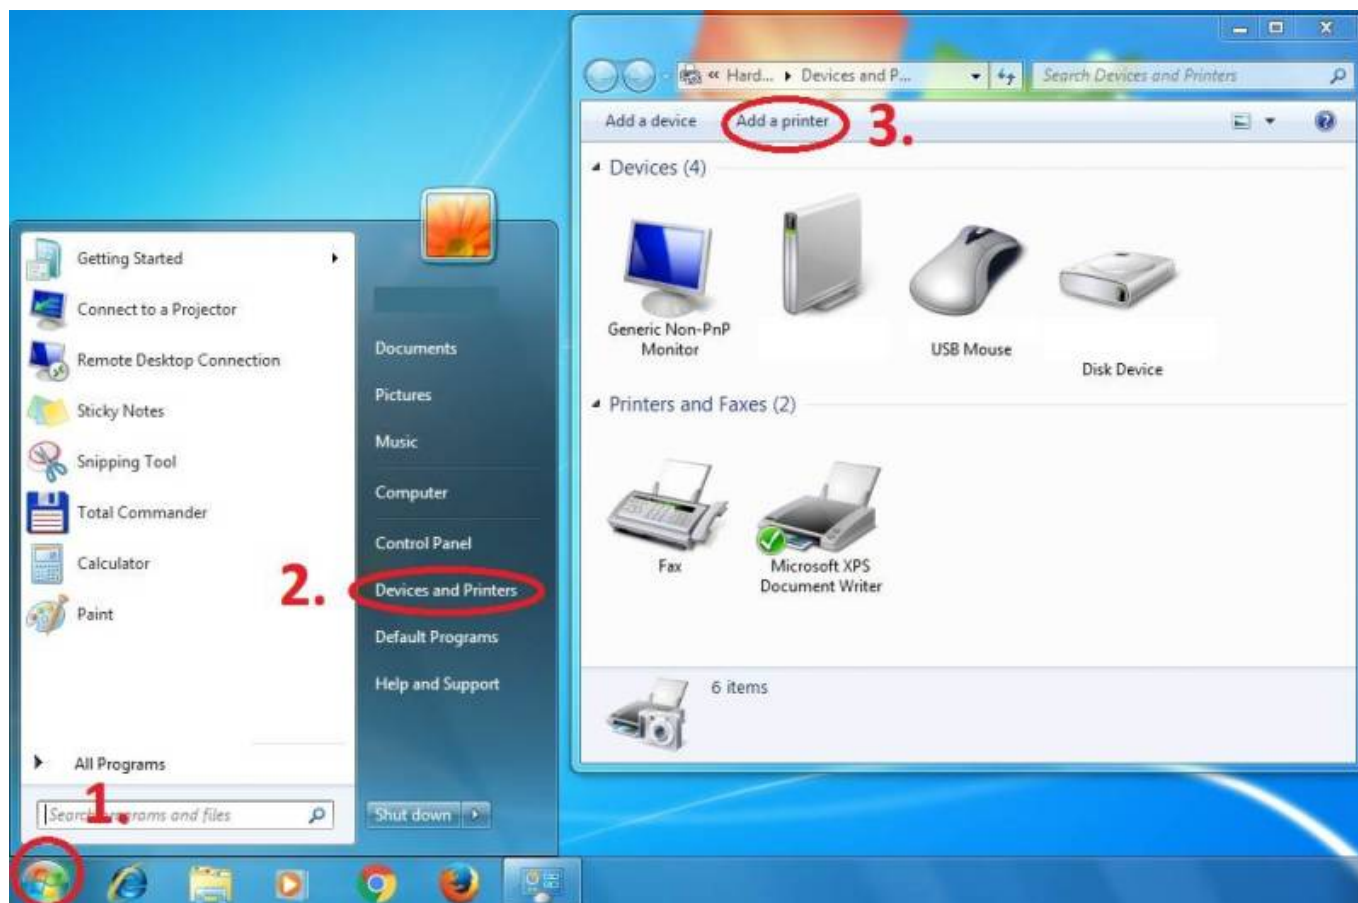 « Hard... ▸ Devices and P...
Search Devices and Printers
Add a device Add a printer 3.
Devices (4)
Generic Non-PnP
Monitor
USB Mouse
Disk Device
Printers and Faxes (2)
Fax
Microsoft XPS
Document Writer
6 items
Getting Started
Connect to a Projector
Remote Desktop Connection
Sticky Notes
Snipping Tool
Total Commander
Calculator
Paint
All Programs
1.
Search programs and files
Documents
Pictures
Music
Computer
Control Panel
2. Devices and Printers
Default Programs
Help and Support
Shut down